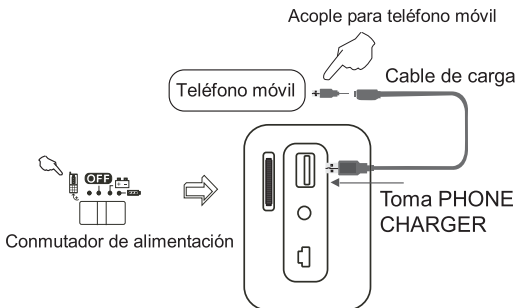 Acople para teléfono móvil
Teléfono móvil
Cable de carga
OFF
Toma PHONE
CHARGER
Conmutador de alimentación